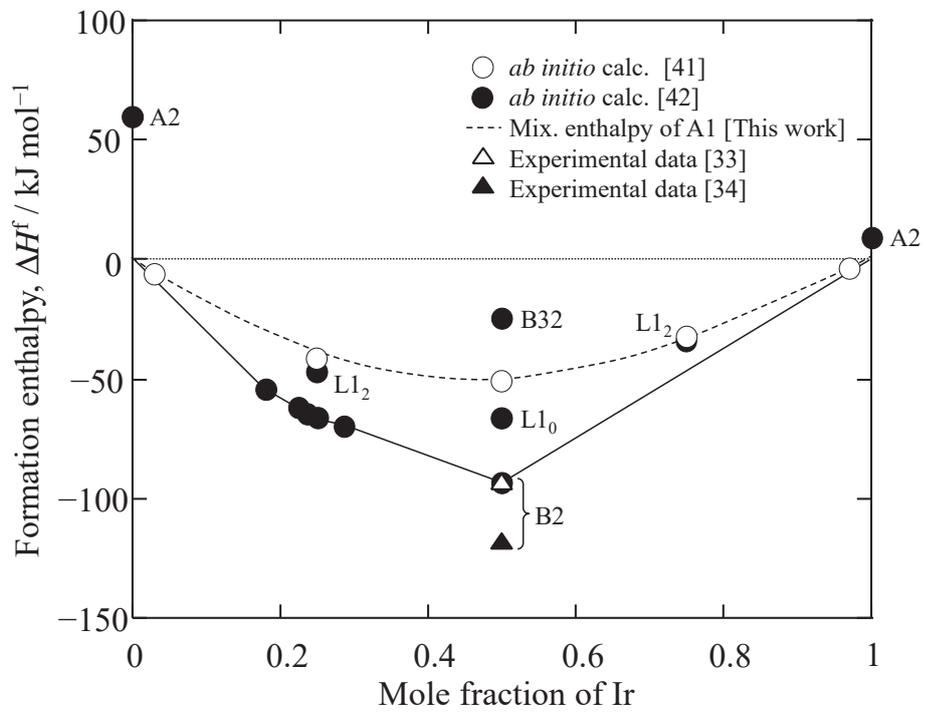 100
50
0
−50
−100
−150
Formation enthalpy, ΔHᶠ / kJ mol⁻¹
ab initio calc. [41]
ab initio calc. [42]
Mix. enthalpy of A1 [This work]
Experimental data [33]
Experimental data [34]
A2
A2
B32
L1₂
L1₂
L1₀
B2
0 0.2 0.4 0.6 0.8 1
Mole fraction of Ir